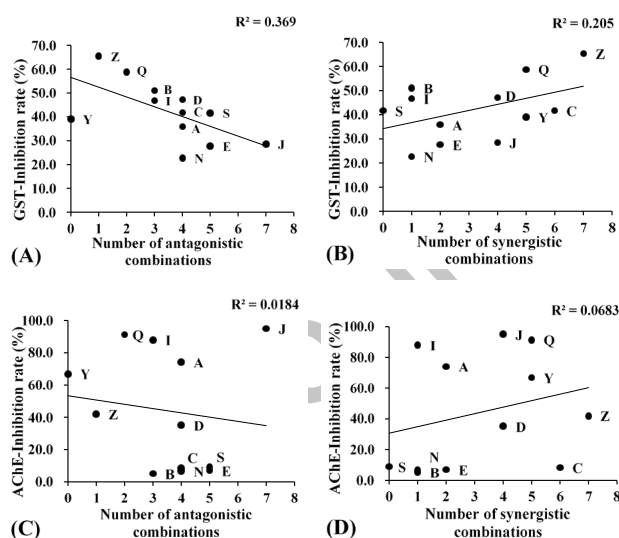 R² = 0.369
70.0
60.0
50.0
40.0
30.0
20.0
10.0
0.0
GST-Inhibition rate (%)
Z
Q
B
I
D
C
S
Y
A
E
J
N
0 1 2 3 4 5 6 7 8
Number of antagonistic
combinations
(A)
R² = 0.205
70.0
60.0
50.0
40.0
30.0
20.0
10.0
0.0
GST-Inhibition rate (%)
Z
Q
B
I
D
S
C
Y
A
E
J
N
0 1 2 3 4 5 6 7 8
Number of synergistic
combinations
(B)
R² = 0.0184
100.0
80.0
60.0
40.0
20.0
0.0
AChE-Inhibition rate (%)
J
Q
I
A
Y
Z
D
C
S
B
N
E
0 1 2 3 4 5 6 7 8
Number of antagonistic
combinations
(C)
R² = 0.0683
100.0
80.0
60.0
40.0
20.0
0.0
AChE-Inhibition rate (%)
J
Q
I
A
Y
Z
D
S
N
B
E
C
0 1 2 3 4 5 6 7 8
Number of synergistic
combinations
(D)